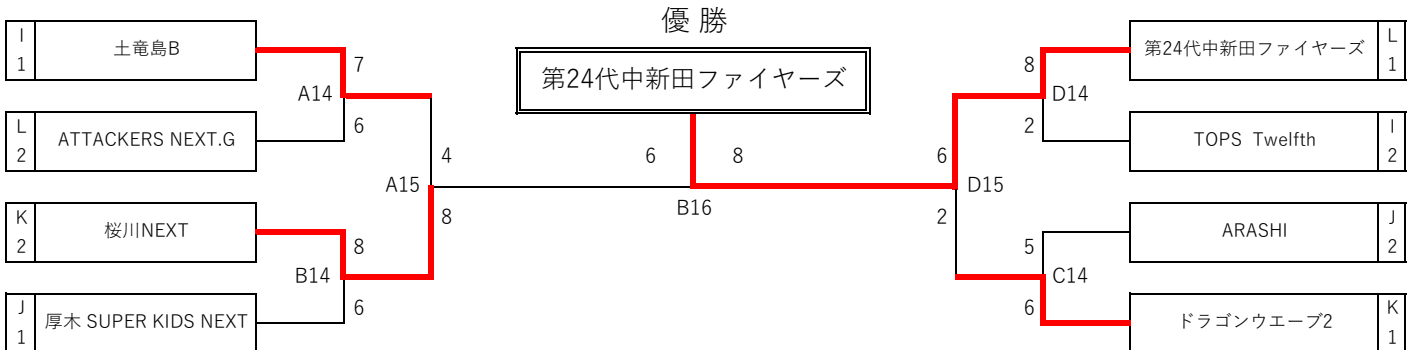 優 勝
第24代中新田ファイヤーズ
I
1
土竜島B
7
A14
6
L
2
ATTACKERS NEXT.G
4
A15
8
K
2
桜川NEXT
8
B14
6
J
1
厚木 SUPER KIDS NEXT
6
8
B16
第24代中新田ファイヤーズ
L
1
8
D14
2
TOPS Twelfth
I
2
6
D15
2
ARASHI
J
2
5
C14
6
ドラゴンウエーブ2
K
1